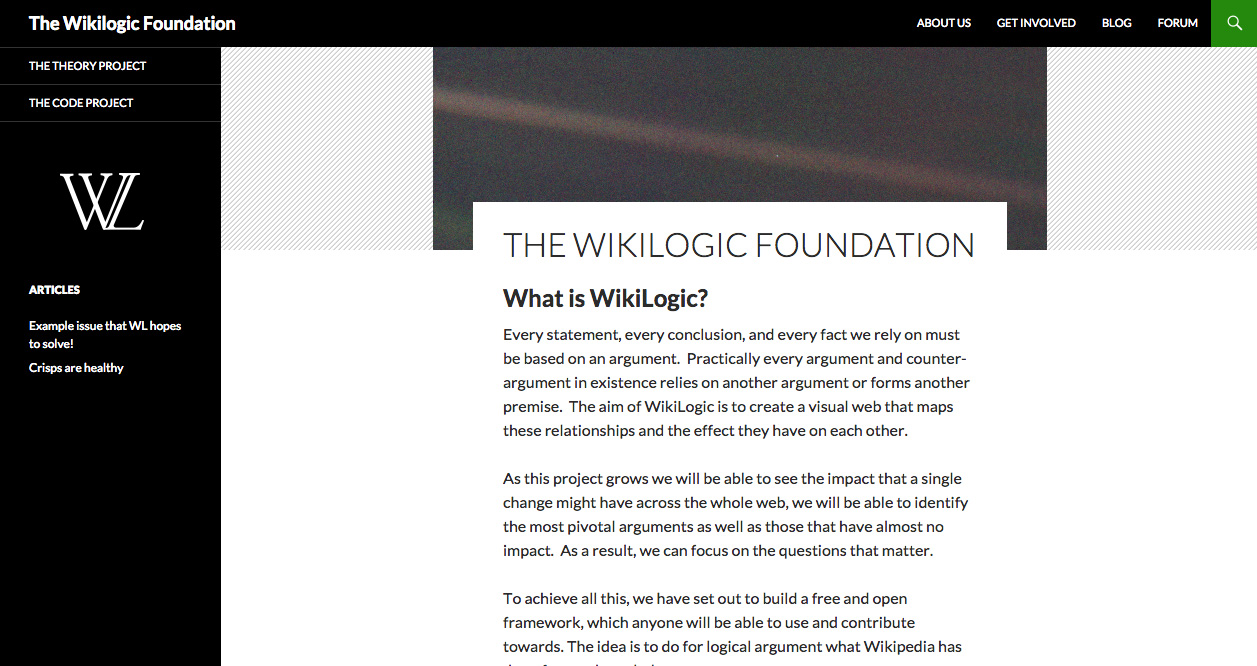 The Wikilogic Foundation
ABOUT US GET INVOLVED BLOG FORUM
THE THEORY PROJECT
THE CODE PROJECT
WL
ARTICLES
Example issue that WL hopes
to solve!
Crisps are healthy
THE WIKILOGIC FOUNDATION
What is WikiLogic?
Every statement, every conclusion, and every fact we rely on must
be based on an argument.  Practically every argument and counter-
argument in existence relies on another argument or forms another
premise.  The aim of WikiLogic is to create a visual web that maps
these relationships and the effect they have on each other.
As this project grows we will be able to see the impact that a single
change might have across the whole web, we will be able to identify
the most pivotal arguments as well as those that have almost no
impact.  As a result, we can focus on the questions that matter.
To achieve all this, we have set out to build a free and open
framework, which anyone will be able to use and contribute
towards. The idea is to do for logical argument what Wikipedia has